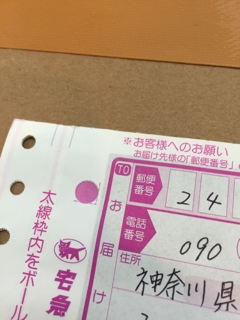 ※お客様へのお願い
お届け先様の「郵便番号」
TO
郵便番号
24
電話番号
090
住所
神奈川県
お届け
太線枠内をボール
宅急